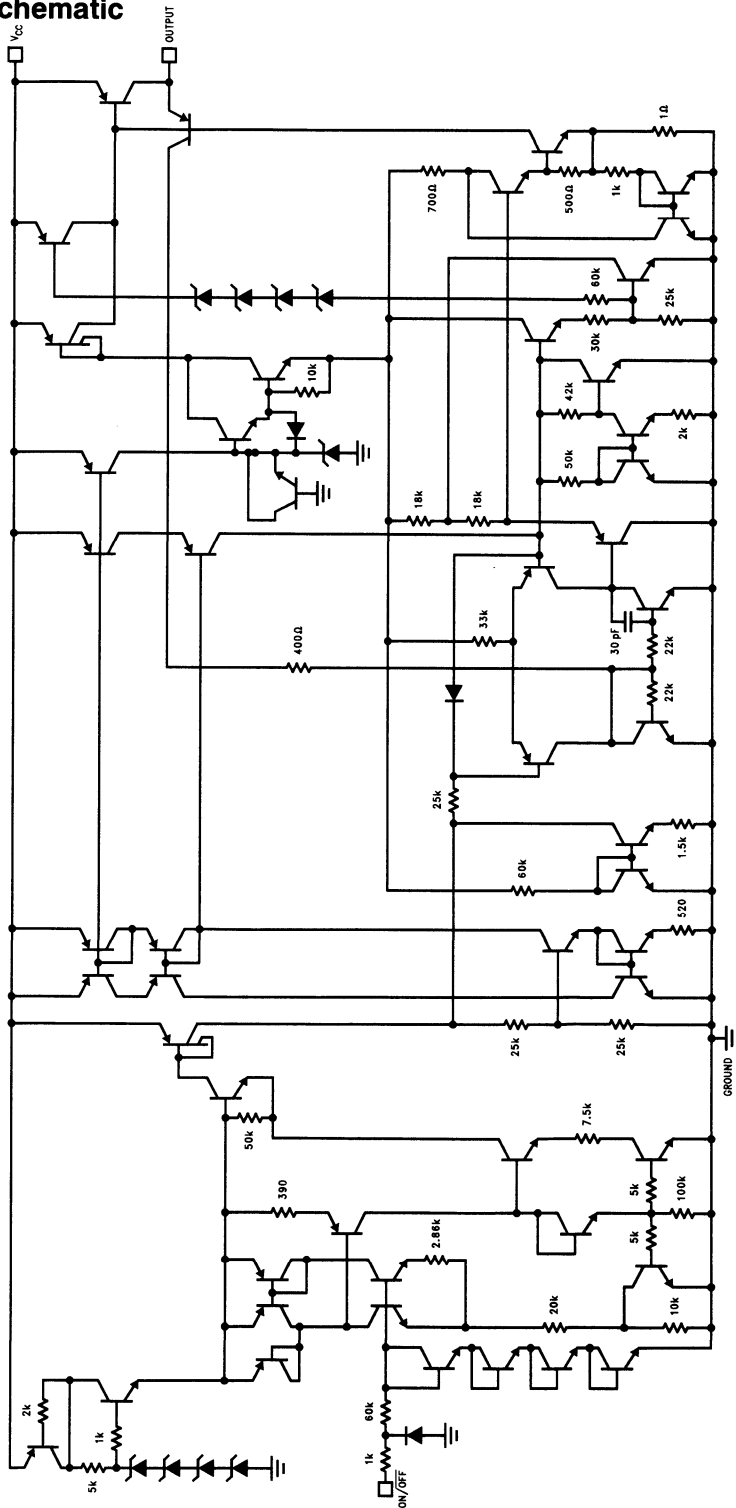 chematic
VCC
OUTPUT
1Ω
700Ω
500Ω
1k
60k
25k
30k
10k
42k
50k
2k
18k
18k
33k
400Ω
30 pF
22k
22k
25k
60k
1.5k
520
25k
25k
GROUND
50k
7.5k
390
5k
100k
2.86k
5k
20k
10k
2k
1k
5k
60k
1k
ON/OFF